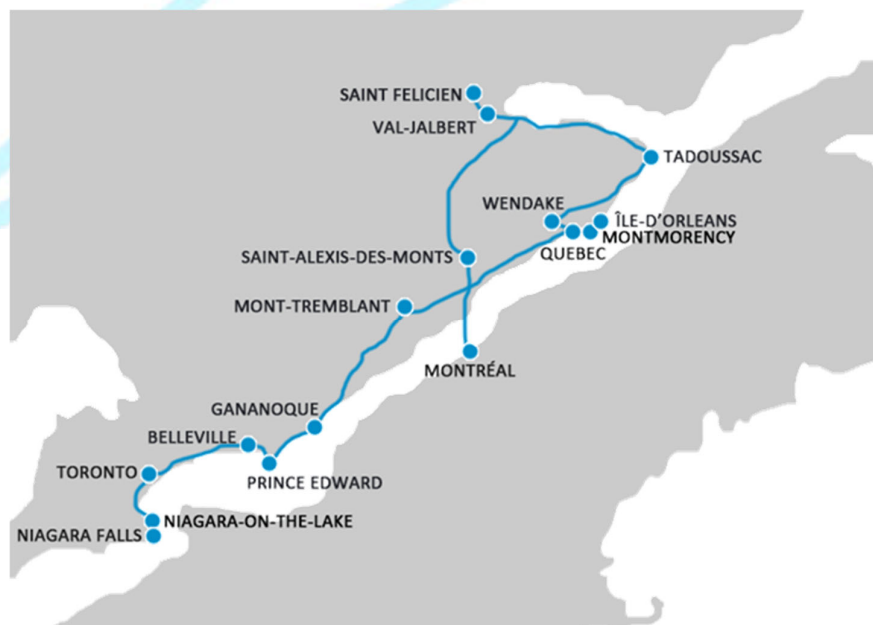 SAINT FELICIEN
VAL-JALBERT
TADOUSSAC
WENDAKE
ÎLE-D'ORLEANS
MONTMORENCY
QUEBEC
SAINT-ALEXIS-DES-MONTS
MONT-TREMBLANT
MONTRÉAL
GANANOQUE
BELLEVILLE
TORONTO
PRINCE EDWARD
NIAGARA-ON-THE-LAKE
NIAGARA FALLS